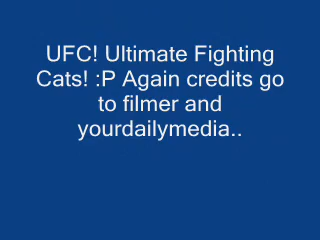 UFC! Ultimate Fighting
Cats! :P Again credits go
to filmer and
yourdailymedia..